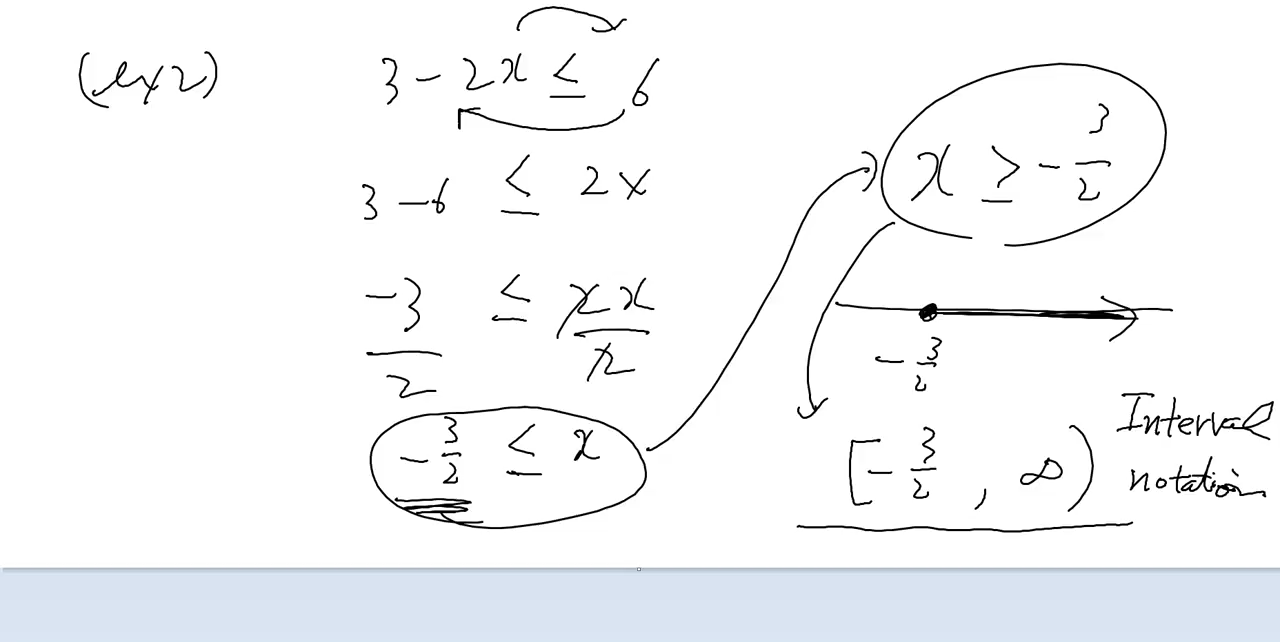 (ex2)
3 - 2x ≤ 6
3 - 6 ≤ 2x
-3/2 ≤ 2x/2
-3/2 ≤ x
x ≥ -3/2
-3/2
[-3/2, ∞)
Interval
notation